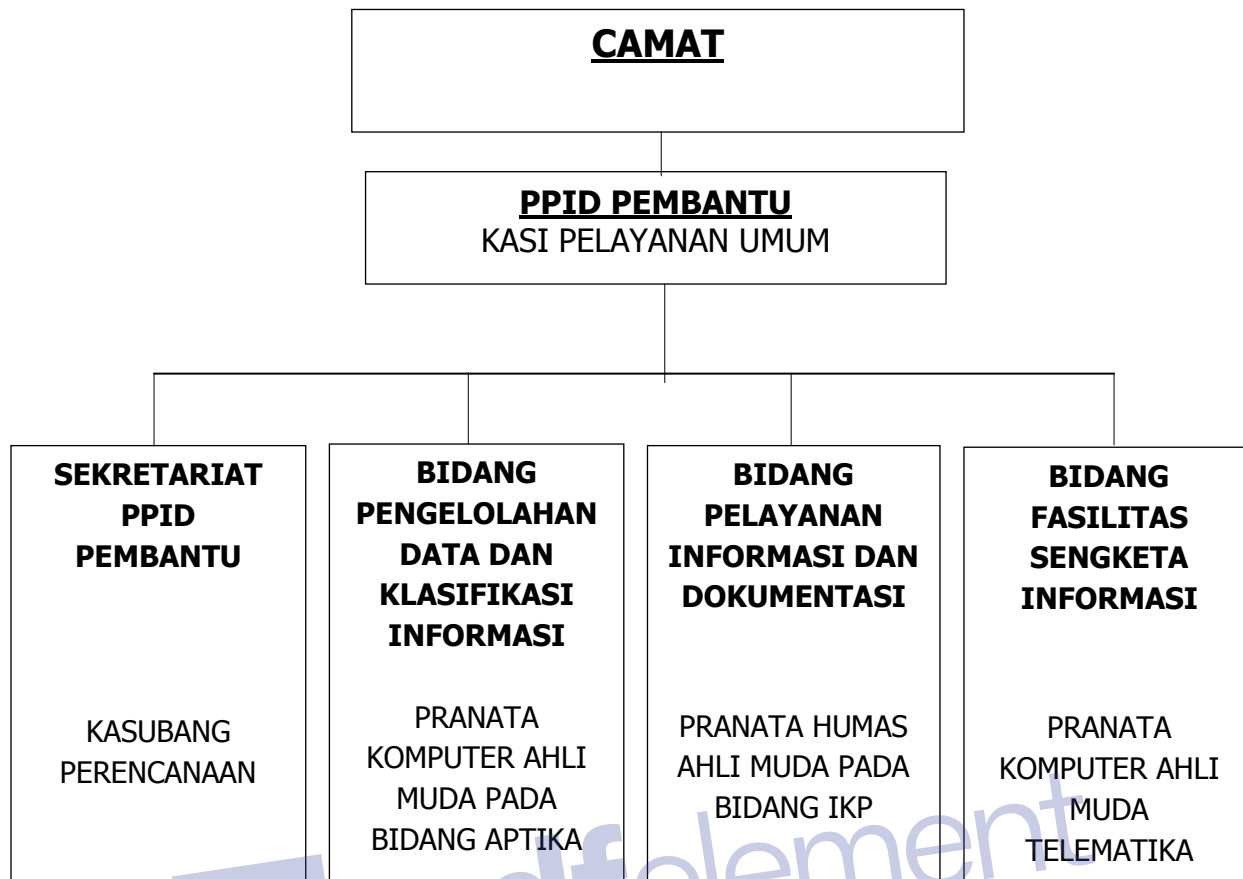 CAMAT
PPID PEMBANTU
KASI PELAYANAN UMUM
SEKRETARIAT
PPID
PEMBANTU
KASUBANG
PERENCANAAN
BIDANG
PENGELOLAHAN
DATA DAN
KLASIFIKASI
INFORMASI
PRANATA
KOMPUTER AHLI
MUDA PADA
BIDANG APTIKA
BIDANG
PELAYANAN
INFORMASI DAN
DOKUMENTASI
PRANATA HUMAS
AHLI MUDA PADA
BIDANG IKP
BIDANG
FASILITAS
SENGKETA
INFORMASI
PRANATA
KOMPUTER AHLI
MUDA
TELEMATIKA